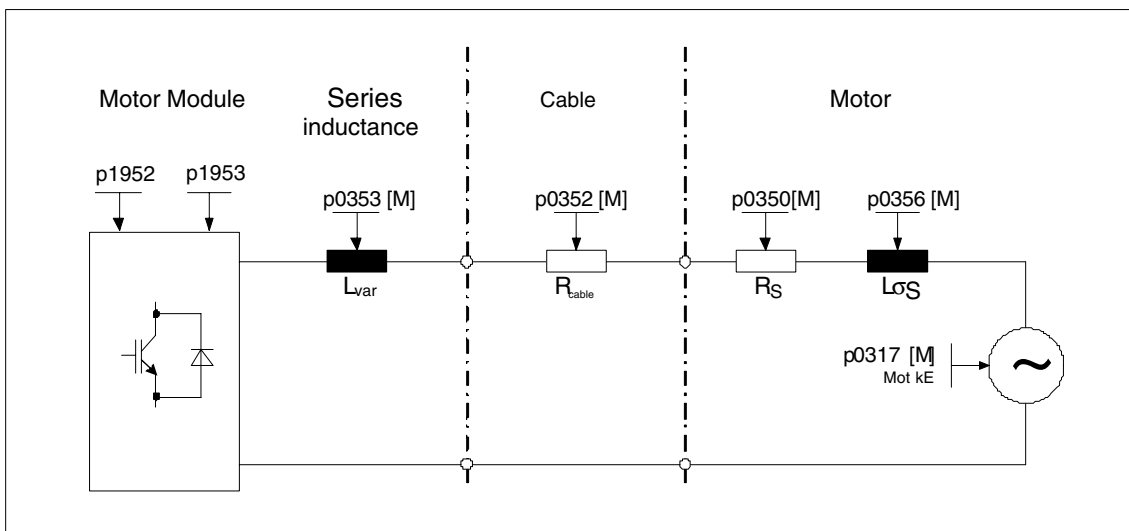 Motor Module
Series
inductance
Cable
Motor
p1952
p1953
p0353 [M]
p0352 [M]
p0350[M]
p0356 [M]
Lvar
Rcable
RS
LσS
p0317 [M]
Mot kE
~